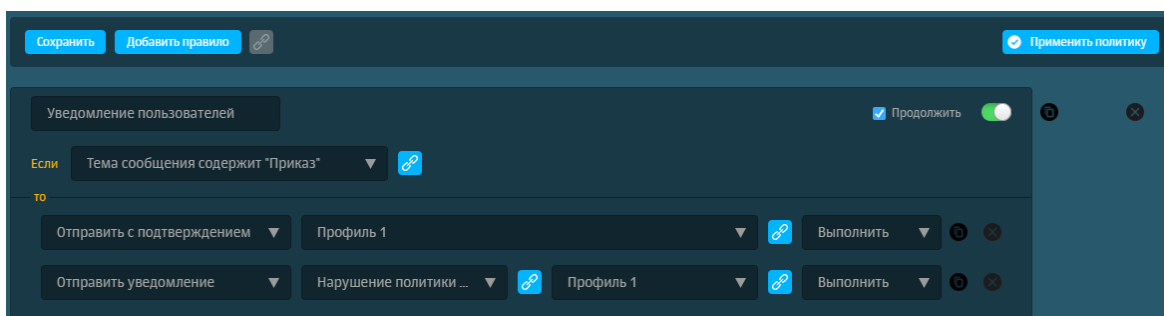 Сохранить Добавить правило Применить политику
Уведомление пользователей Продолжить
Если Тема сообщения содержит "Приказ"
то
Отправить с подтверждением Профиль 1 Выполнить
Отправить уведомление Нарушение политики ... Профиль 1 Выполнить